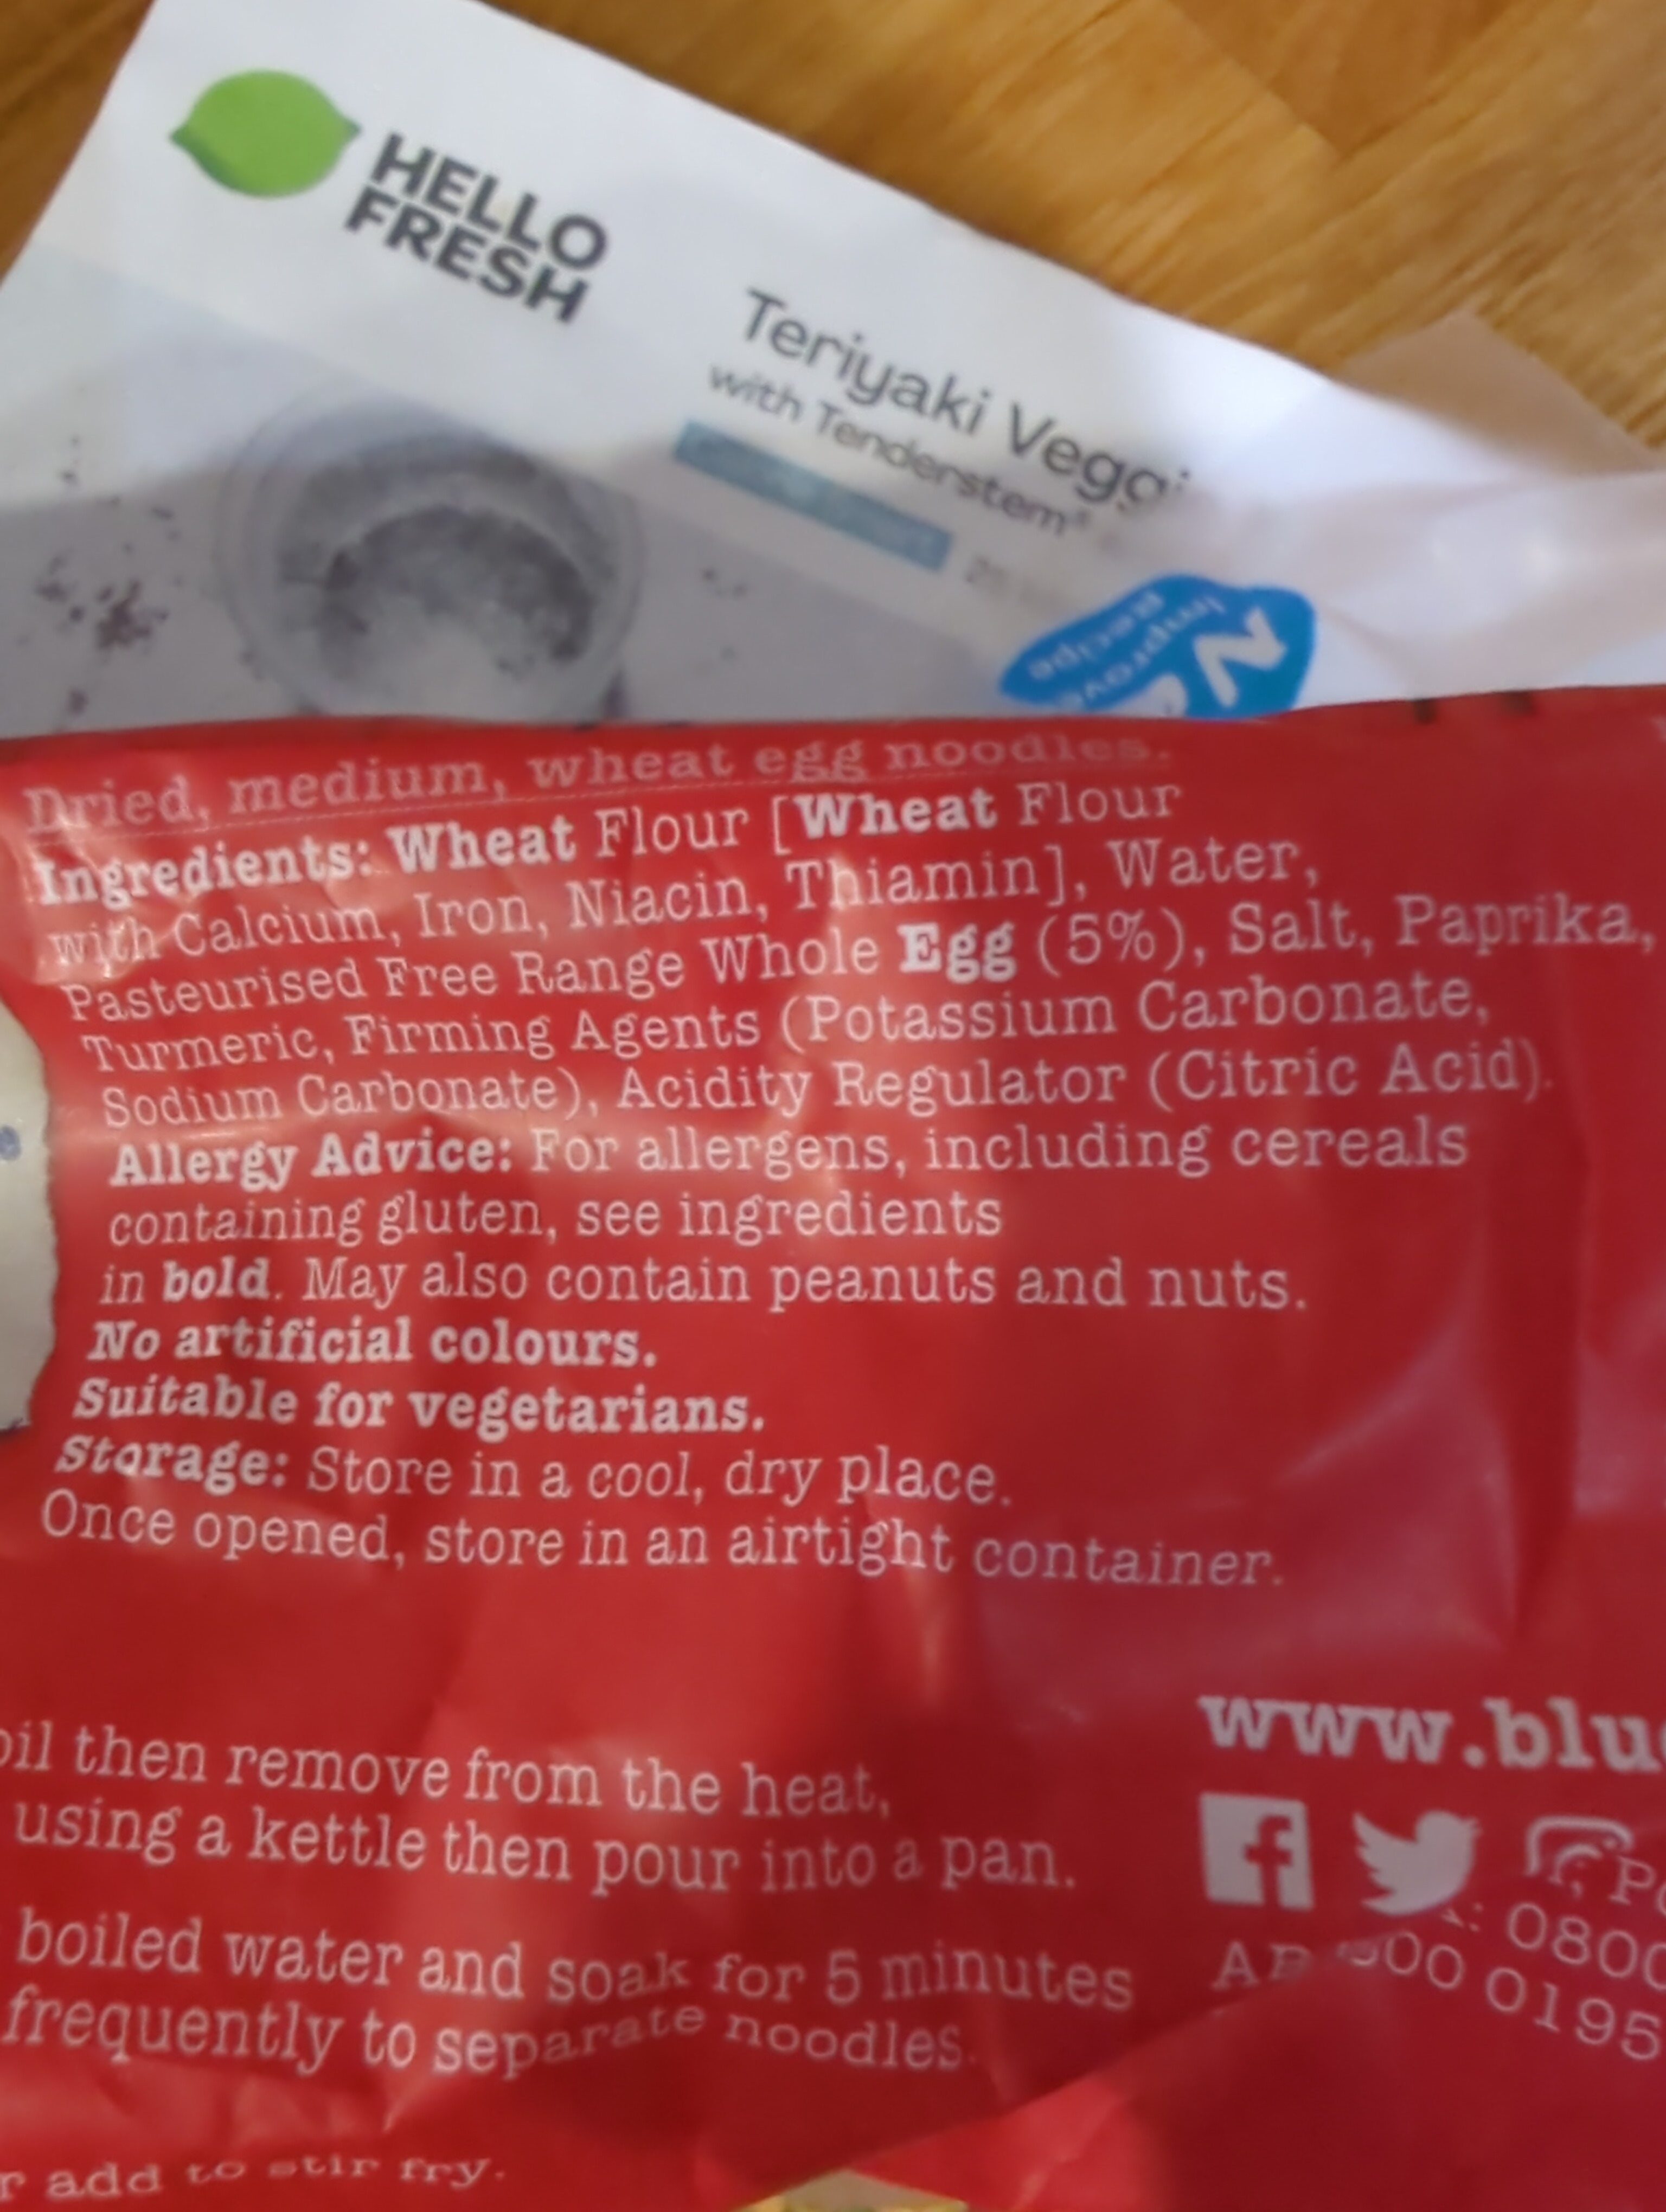 HELLO
FRESH
Teriyaki Veggi
with Tenderstem®
Improve
Recipe
Dried, medium, wheat egg noodles.
Ingredients: Wheat Flour [Wheat Flour
with Calcium, Iron, Niacin, Thiamin], Water,
Pasteurised Free Range Whole Egg (5%), Salt, Paprika,
Turmeric, Firming Agents (Potassium Carbonate,
Sodium Carbonate), Acidity Regulator (Citric Acid).
Allergy Advice: For allergens, including cereals
containing gluten, see ingredients
in bold. May also contain peanuts and nuts.
No artificial colours.
Suitable for vegetarians.
Storage: Store in a cool, dry place.
Once opened, store in an airtight container.
oil then remove from the heat,
using a kettle then pour into a pan.
boiled water and soak for 5 minutes
frequently to separate noodles.
r add to stir fry.
www.blu
0800
00 0195